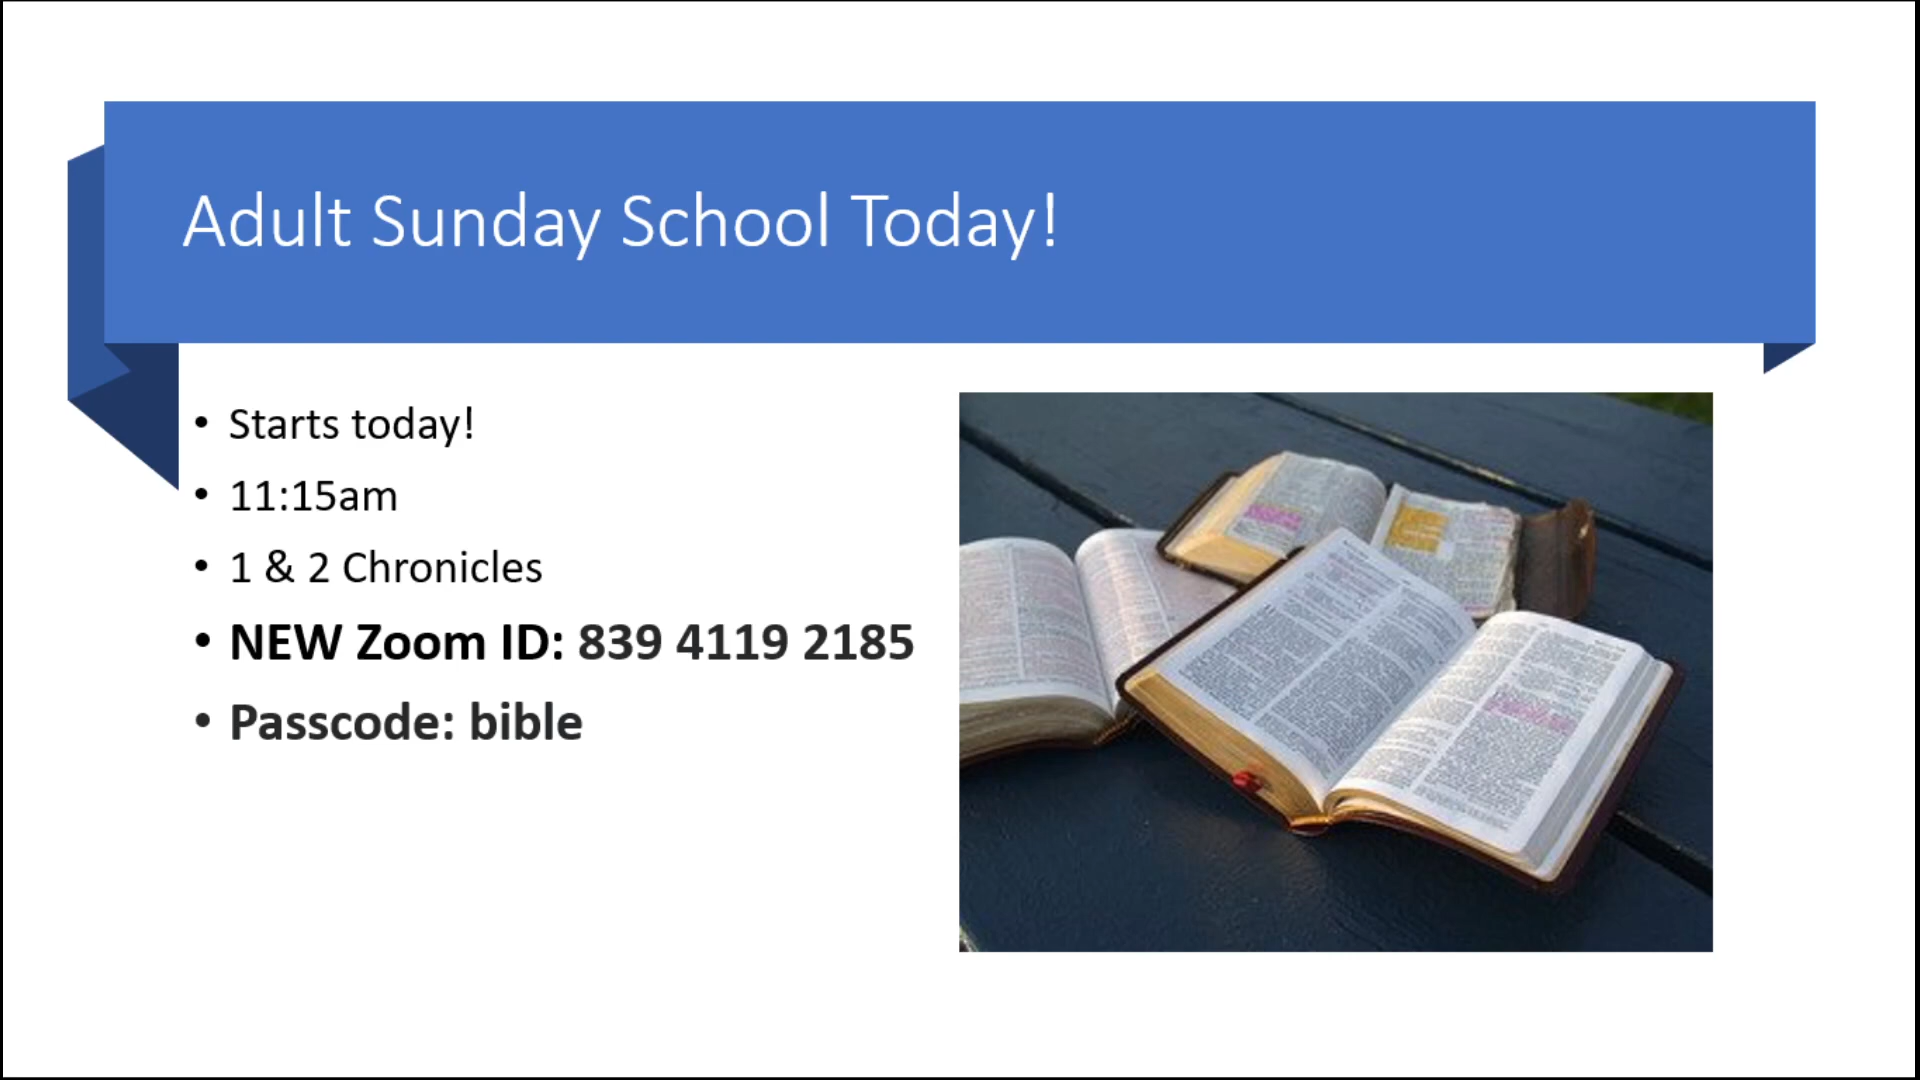 Adult Sunday School Today!
• Starts today!
• 11:15am
• 1 & 2 Chronicles
• NEW Zoom ID: 839 4119 2185
• Passcode: bible